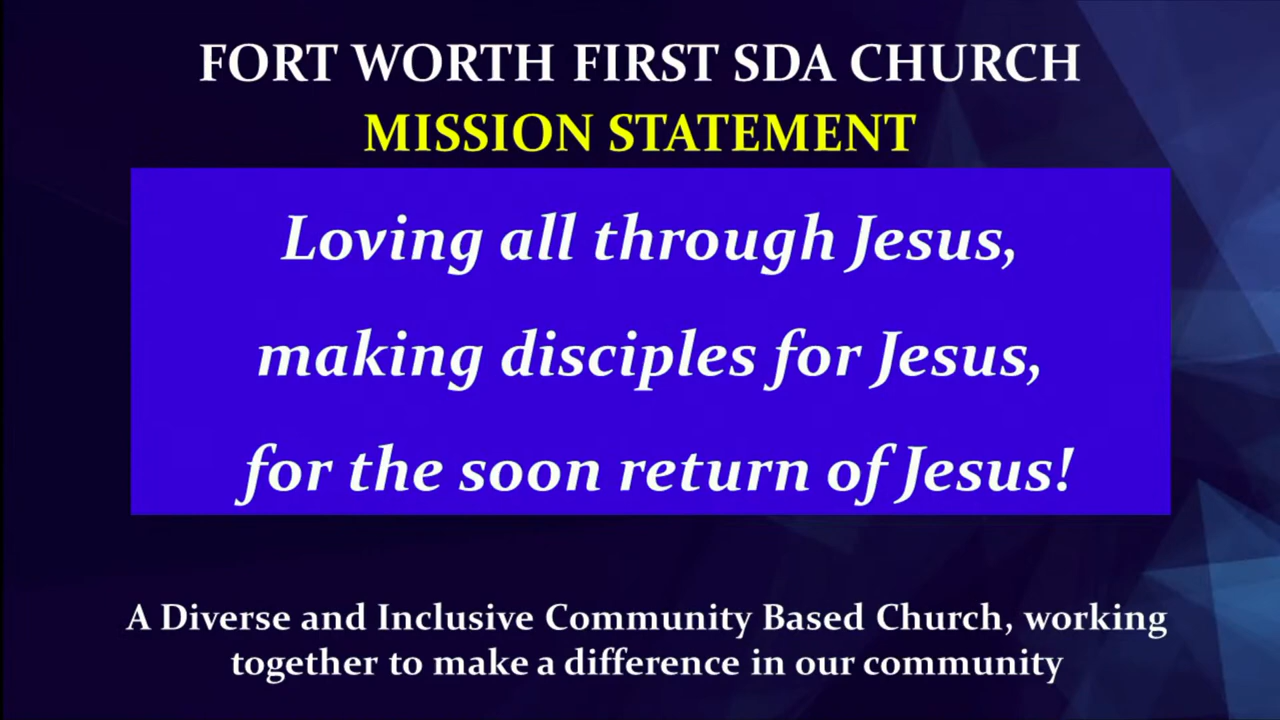 FORT WORTH FIRST SDA CHURCH
MISSION STATEMENT
Loving all through Jesus,
making disciples for Jesus,
for the soon return of Jesus!
A Diverse and Inclusive Community Based Church, working
together to make a difference in our community